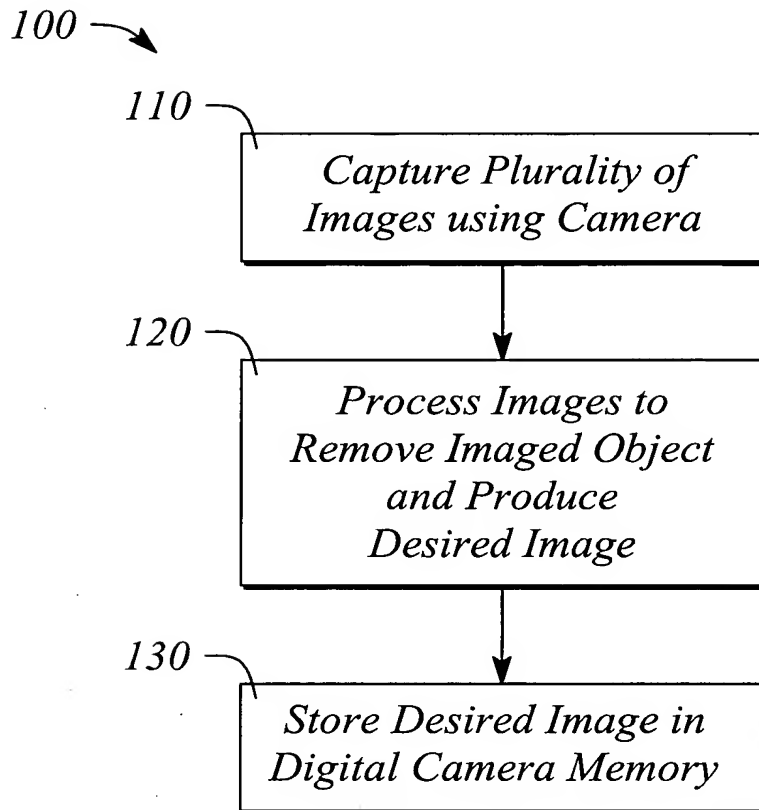 100
110
Capture Plurality of
Images using Camera
120
Process Images to
Remove Imaged Object
and Produce
Desired Image
130
Store Desired Image in
Digital Camera Memory